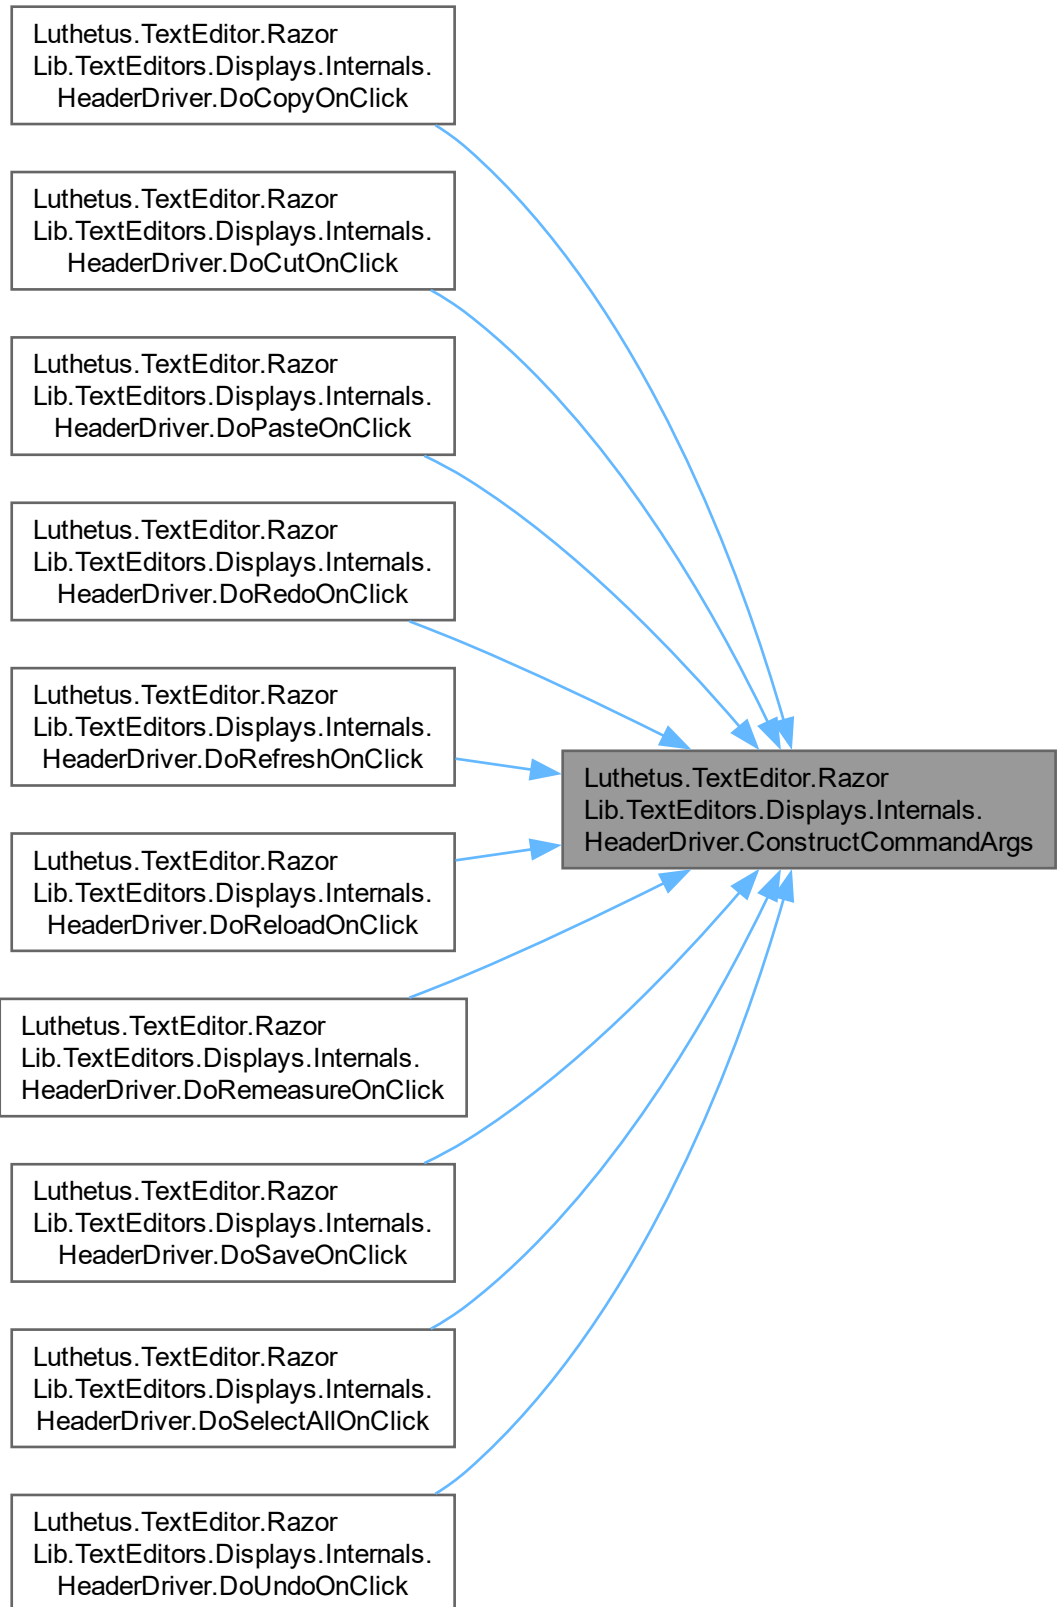 Luthetus.TextEditor.Razor
Lib.TextEditors.Displays.Internals.
HeaderDriver.DoCopyOnClick
Luthetus.TextEditor.Razor
Lib.TextEditors.Displays.Internals.
HeaderDriver.DoCutOnClick
Luthetus.TextEditor.Razor
Lib.TextEditors.Displays.Internals.
HeaderDriver.DoPasteOnClick
Luthetus.TextEditor.Razor
Lib.TextEditors.Displays.Internals.
HeaderDriver.DoRedoOnClick
Luthetus.TextEditor.Razor
Lib.TextEditors.Displays.Internals.
HeaderDriver.DoRefreshOnClick
Luthetus.TextEditor.Razor
Lib.TextEditors.Displays.Internals.
HeaderDriver.ConstructCommandArgs
Luthetus.TextEditor.Razor
Lib.TextEditors.Displays.Internals.
HeaderDriver.DoReloadOnClick
Luthetus.TextEditor.Razor
Lib.TextEditors.Displays.Internals.
HeaderDriver.DoRemeasureOnClick
Luthetus.TextEditor.Razor
Lib.TextEditors.Displays.Internals.
HeaderDriver.DoSaveOnClick
Luthetus.TextEditor.Razor
Lib.TextEditors.Displays.Internals.
HeaderDriver.DoSelectAllOnClick
Luthetus.TextEditor.Razor
Lib.TextEditors.Displays.Internals.
HeaderDriver.DoUndoOnClick